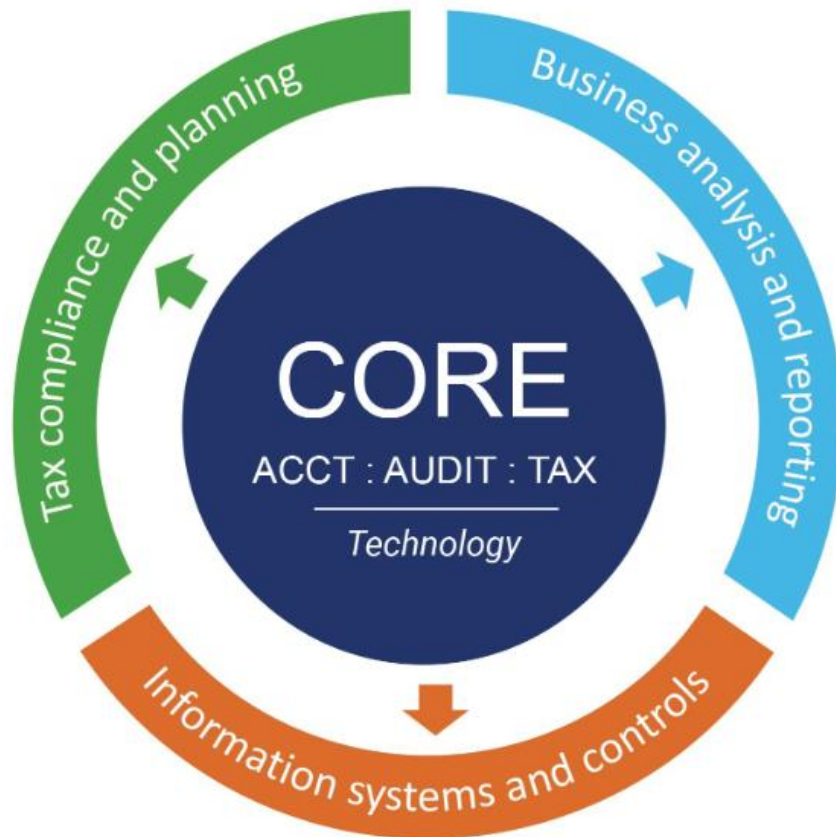 Tax compliance and planning
Business analysis and reporting
CORE
ACCT : AUDIT : TAX
Technology
Information systems and controls